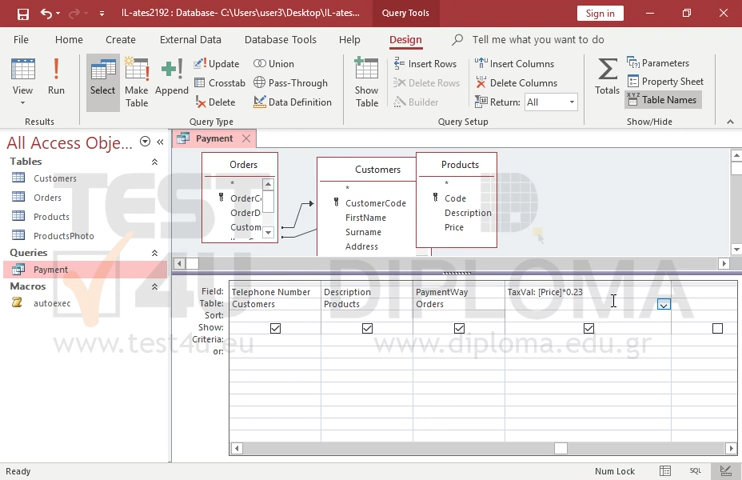 IL-ates2192 : Database- C:\Users\user3\Desktop\IL-ates...
Query Tools
Sign in
File
Home
Create
External Data
Database Tools
Help
Design
Tell me what you want to do
View
Run
Results
Select
Make Table
Append
Update
Crosstab
Delete
Union
Pass-Through
Data Definition
Query Type
Show Table
Insert Rows
Delete Rows
Builder
Insert Columns
Delete Columns
Return: All
Query Setup
Totals
Parameters
Property Sheet
XYZ Table Names
Show/Hide
All Access Obje...
Tables
Customers
Orders
Products
ProductsPhoto
Queries
Payment
Macros
autoexec
Payment
Orders
*
OrderC
OrderD
Custom
Customers
*
CustomerCode
FirstName
Surname
Address
Products
*
Code
Description
Price
Field: Telephone Number Description PaymentWay TaxVal: [Price]*0.23
Table: Customers Products Orders
Sort:
Show:
Criteria:
or:
TEST4U
DIPLOMA
www.test4u.eu
www.diploma.edu.gr
Ready
Num Lock
SQL